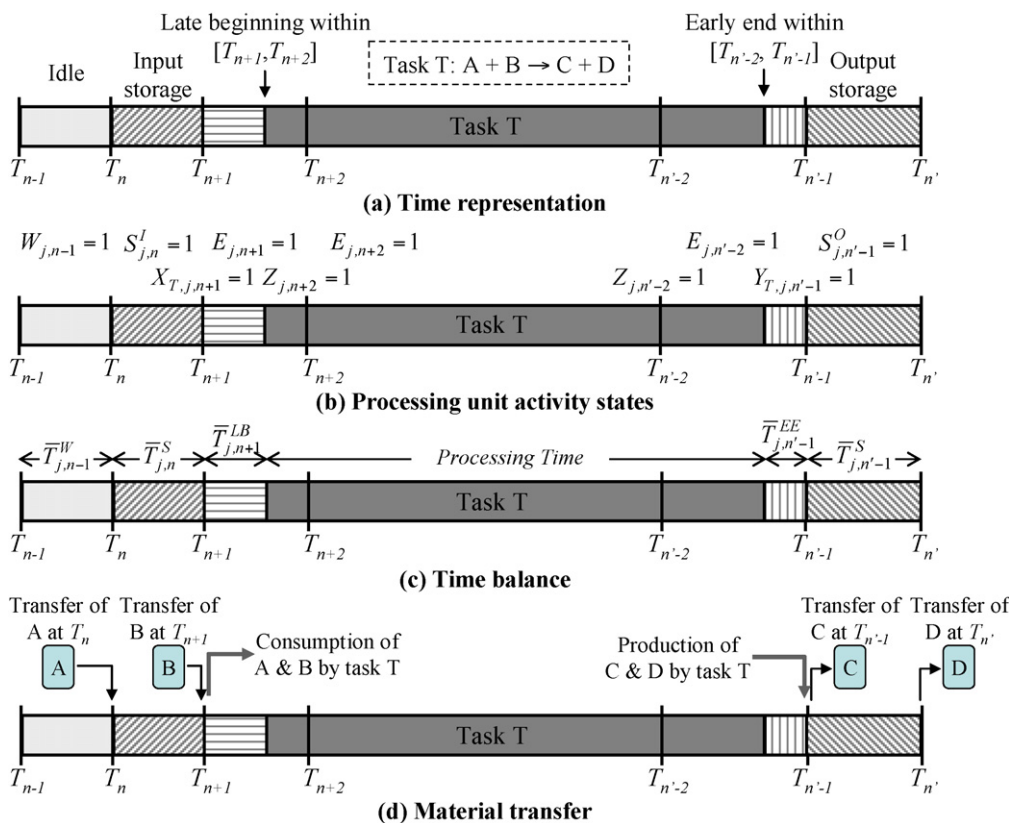 Late beginning within
[T_{n+1}, T_{n+2}]
Early end within
[T_{n'-2}, T_{n'-1}]
Idle
Input
storage
Task T: A + B → C + D
Output
storage
Task T
T_{n-1} T_n T_{n+1} T_{n+2} T_{n'-2} T_{n'-1} T_{n'}
(a) Time representation
W_{j,n-1} = 1 S^I_{j,n} = 1 E_{j,n+1} = 1 E_{j,n+2} = 1 E_{j,n'-2} = 1 S^O_{j,n'-1} = 1
X_{T,j,n+1} = 1 Z_{j,n+2} = 1 Z_{j,n'-2} = 1 Y_{T,j,n'-1} = 1
Task T
T_{n-1} T_n T_{n+1} T_{n+2} T_{n'-2} T_{n'-1} T_{n'}
(b) Processing unit activity states
T̅^W_{j,n-1} T̅^S_{j,n} T̅^{LB}_{j,n+1} Processing Time T̅^{EE}_{j,n'-1} T̅^S_{j,n'-1}
Task T
T_{n-1} T_n T_{n+1} T_{n+2} T_{n'-2} T_{n'-1} T_{n'}
(c) Time balance
Transfer of
A at T_n
A
Transfer of
B at T_{n+1}
B
Consumption of
A & B by task T
Production of
C & D by task T
Transfer of
C at T_{n'-1}
C
Transfer of
D at T_{n'}
D
Task T
T_{n-1} T_n T_{n+1} T_{n+2} T_{n'-2} T_{n'-1} T_{n'}
(d) Material transfer